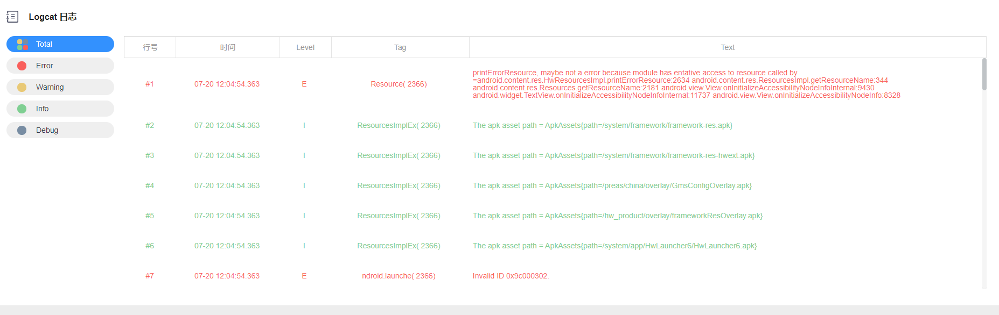 Logcat 日志
Total
Error
Warning
Info
Debug
行号 时间 Level Tag Text
#1 07-20 12:04:54.363 E Resource( 2366) printErrorResource, maybe not a error because module has entative access to resource called by
=android.content.res.HwResourcesImpl.printErrorResource:2634 android.content.res.ResourcesImpl.getResourceName:344
android.content.res.Resources.getResourceName:2181 android.view.View.onInitializeAccessibilityNodeInfoInternal:9430
android.widget.TextView.onInitializeAccessibilityNodeInfoInternal:11737 android.view.View.onInitializeAccessibilityNodeInfo:8328
#2 07-20 12:04:54.363 I ResourcesImplEx( 2366) The apk asset path = ApkAssets{path=/system/framework/framework-res.apk}
#3 07-20 12:04:54.363 I ResourcesImplEx( 2366) The apk asset path = ApkAssets{path=/system/framework/framework-res-hwext.apk}
#4 07-20 12:04:54.363 I ResourcesImplEx( 2366) The apk asset path = ApkAssets{path=/preas/china/overlay/GmsConfigOverlay.apk}
#5 07-20 12:04:54.363 I ResourcesImplEx( 2366) The apk asset path = ApkAssets{path=/hw_product/overlay/frameworkResOverlay.apk}
#6 07-20 12:04:54.363 I ResourcesImplEx( 2366) The apk asset path = ApkAssets{path=/system/app/HwLauncher6/HwLauncher6.apk}
#7 07-20 12:04:54.363 E ndroid.launche( 2366) Invalid ID 0x9c000302.